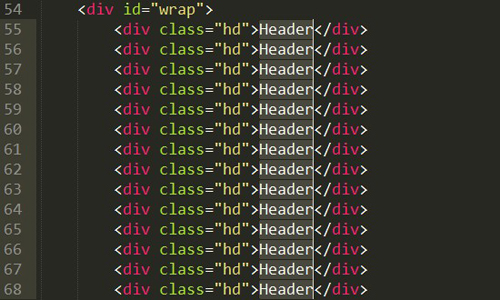 54 <div id="wrap">
55 <div class="hd">Header</div>
56 <div class="hd">Header</div>
57 <div class="hd">Header</div>
58 <div class="hd">Header</div>
59 <div class="hd">Header</div>
60 <div class="hd">Header</div>
61 <div class="hd">Header</div>
62 <div class="hd">Header</div>
63 <div class="hd">Header</div>
64 <div class="hd">Header</div>
65 <div class="hd">Header</div>
66 <div class="hd">Header</div>
67 <div class="hd">Header</div>
68 <div class="hd">Header</div>